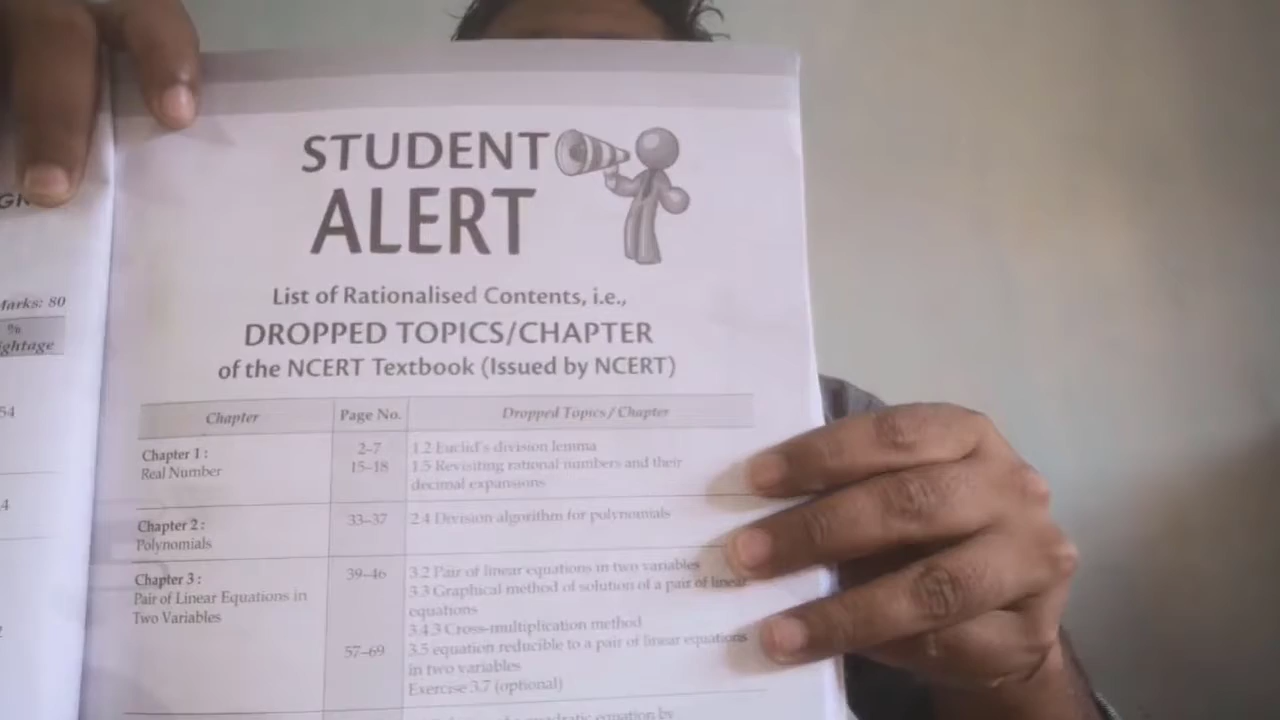 STUDENT
ALERT
List of Rationalised Contents, i.e.,
DROPPED TOPICS/CHAPTER
of the NCERT Textbook (Issued by NCERT)
Marks: 80
%
54
4
Chapter Page No. Dropped Topics / Chapter
Chapter 1 : 2–7 1.2 Euclid's division lemma
Real Number 15–18 1.5 Revisiting rational numbers and their
decimal expansions
Chapter 2 : 33–37 2.4 Division algorithm for polynomials
Polynomials
Chapter 3 : 39–46 3.2 Pair of linear equations in two variables
Pair of Linear Equations in 3.3 Graphical method of solution of a pair of linear
Two Variables equations
3.4.3 Cross-multiplication method
57–69 3.5 equation reducible to a pair of linear equations
in two variables
Exercise 3.7 (optional)
quadratic equation by